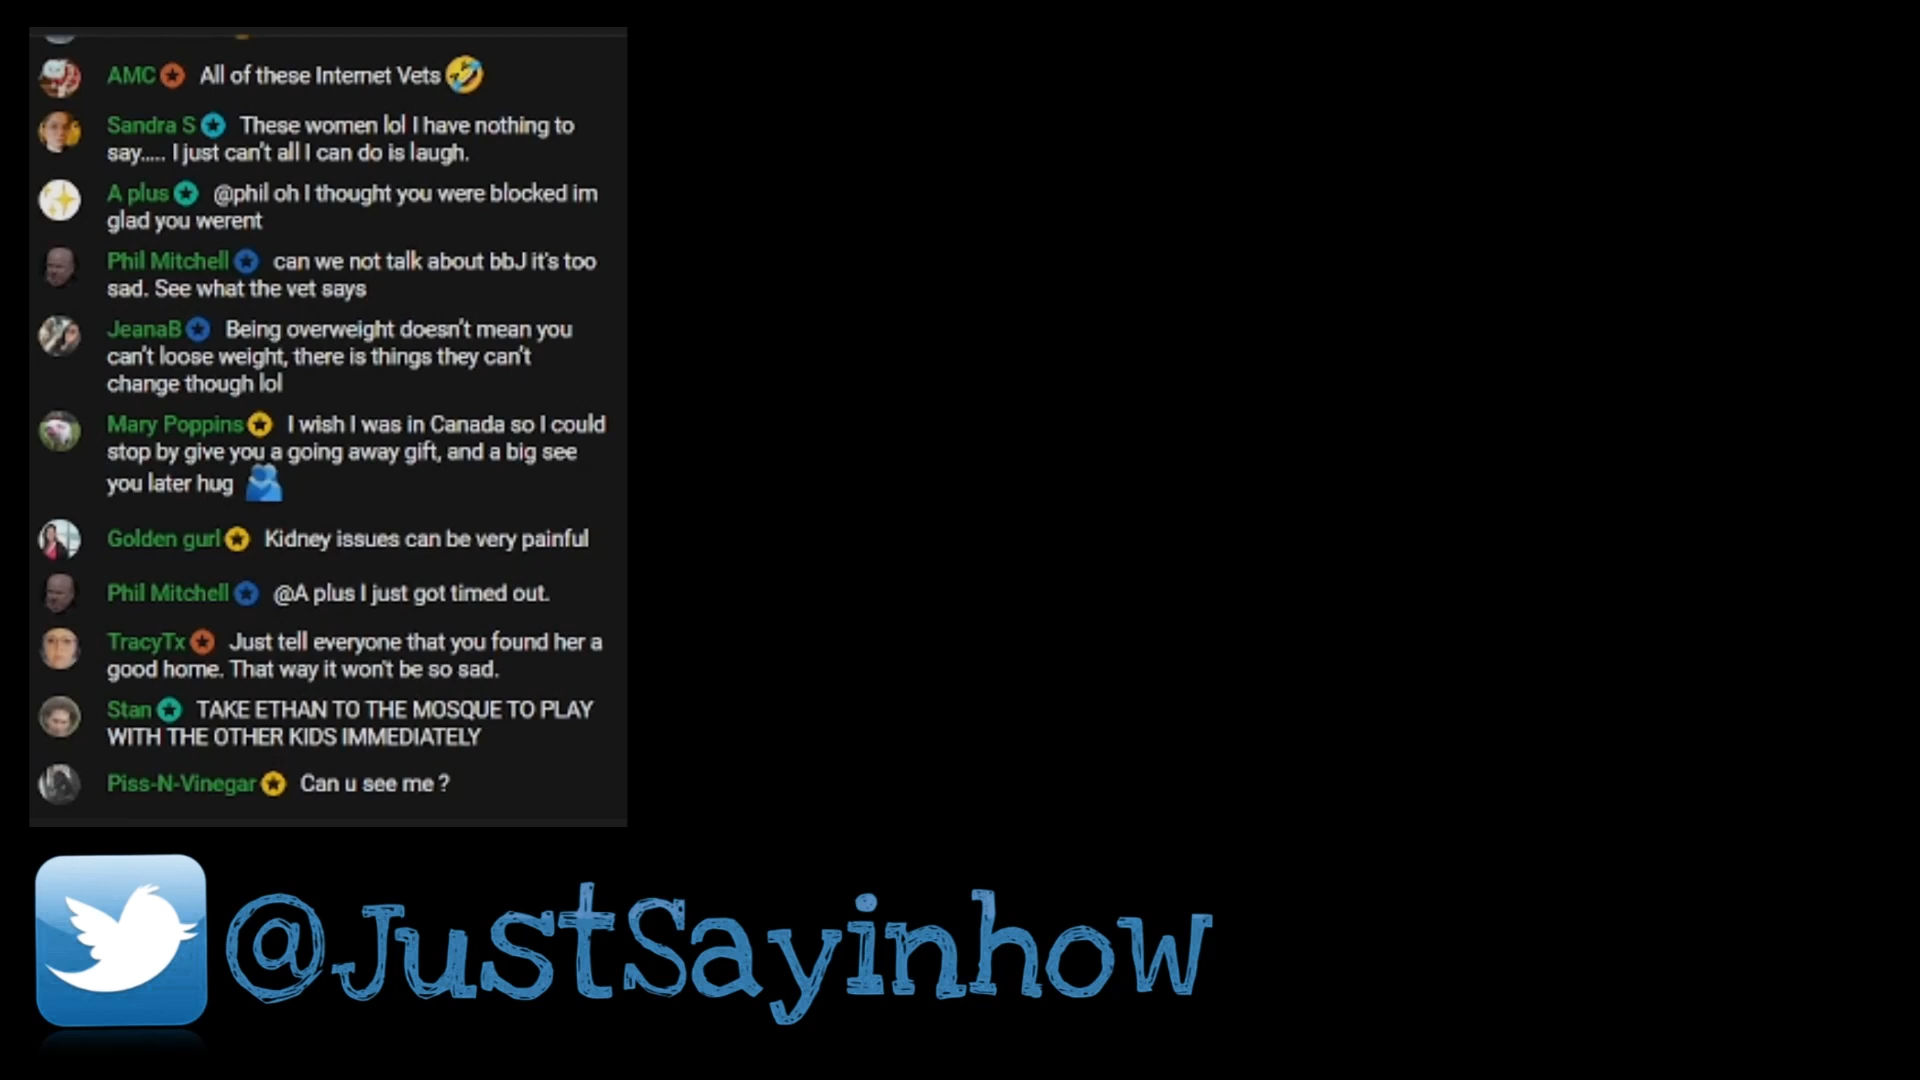 AMC All of these Internet Vets 🤣
Sandra S These women lol I have nothing to
say..... I just can't all I can do is laugh.
A plus @phil oh I thought you were blocked im
glad you werent
Phil Mitchell can we not talk about bbJ it's too
sad. See what the vet says
JeanaB Being overweight doesn't mean you
can't loose weight, there is things they can't
change though lol
Mary Poppins I wish I was in Canada so I could
stop by give you a going away gift, and a big see
you later hug 🫂
Golden gurl Kidney issues can be very painful
Phil Mitchell @A plus I just got timed out.
TracyTx Just tell everyone that you found her a
good home. That way it won't be so sad.
Stan TAKE ETHAN TO THE MOSQUE TO PLAY
WITH THE OTHER KIDS IMMEDIATELY
Piss-N-Vinegar Can u see me ?
@JustSayinhow